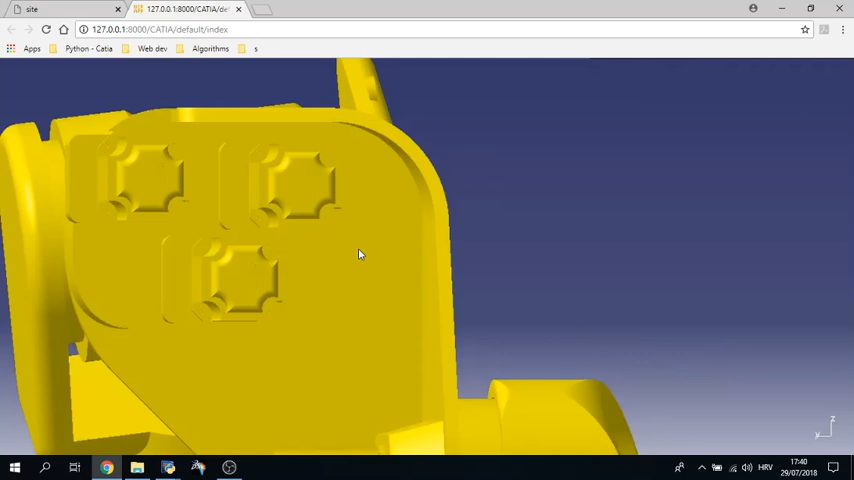 site
127.0.0.1:8000/CATIA/def
127.0.0.1:8000/CATIA/default/index
Apps Python - Catia Web dev Algorithms s
z
y
HRV
17:40
29/07/2018